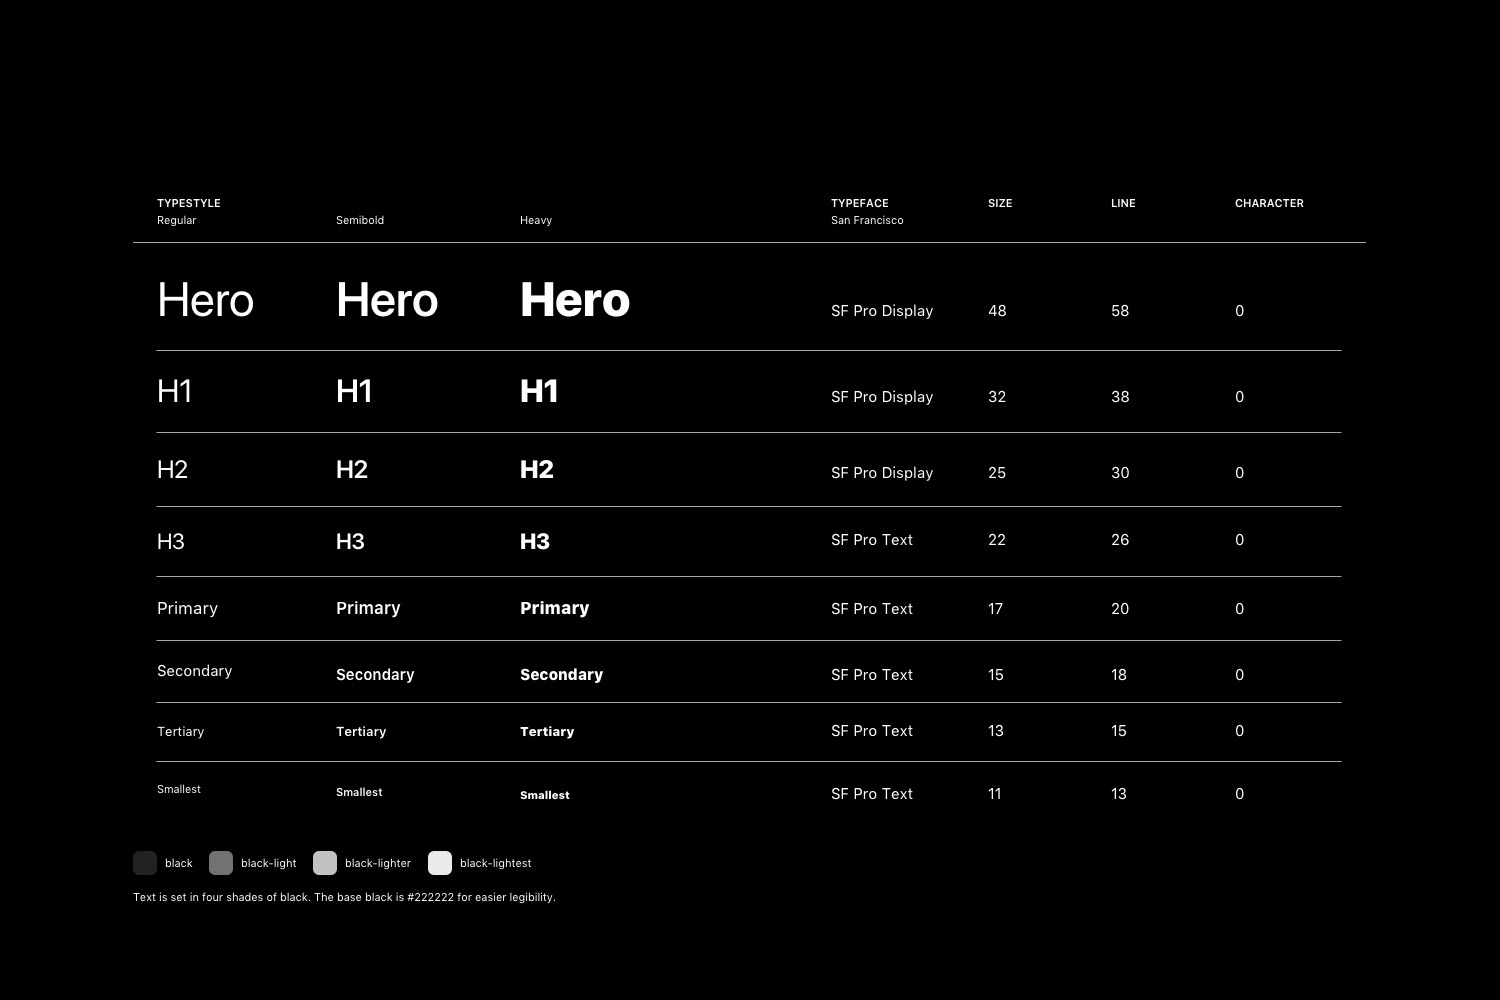 TYPESTYLE TYPEFACE SIZE LINE CHARACTER
Regular Semibold Heavy San Francisco
Hero Hero Hero SF Pro Display 48 58 0
H1 H1 H1 SF Pro Display 32 38 0
H2 H2 H2 SF Pro Display 25 30 0
H3 H3 H3 SF Pro Text 22 26 0
Primary Primary Primary SF Pro Text 17 20 0
Secondary Secondary Secondary SF Pro Text 15 18 0
Tertiary Tertiary Tertiary SF Pro Text 13 15 0
Smallest Smallest Smallest SF Pro Text 11 13 0
black black-light black-lighter black-lightest
Text is set in four shades of black. The base black is #222222 for easier legibility.